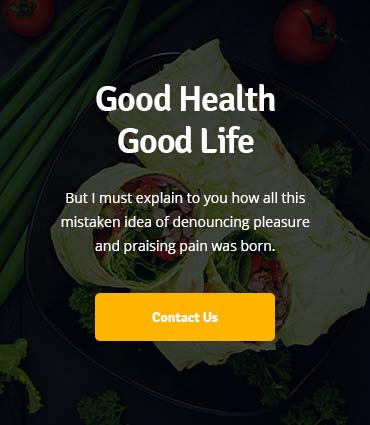 Good Health
Good Life
But I must explain to you how all this
mistaken idea of denouncing pleasure
and praising pain was born.
Contact Us